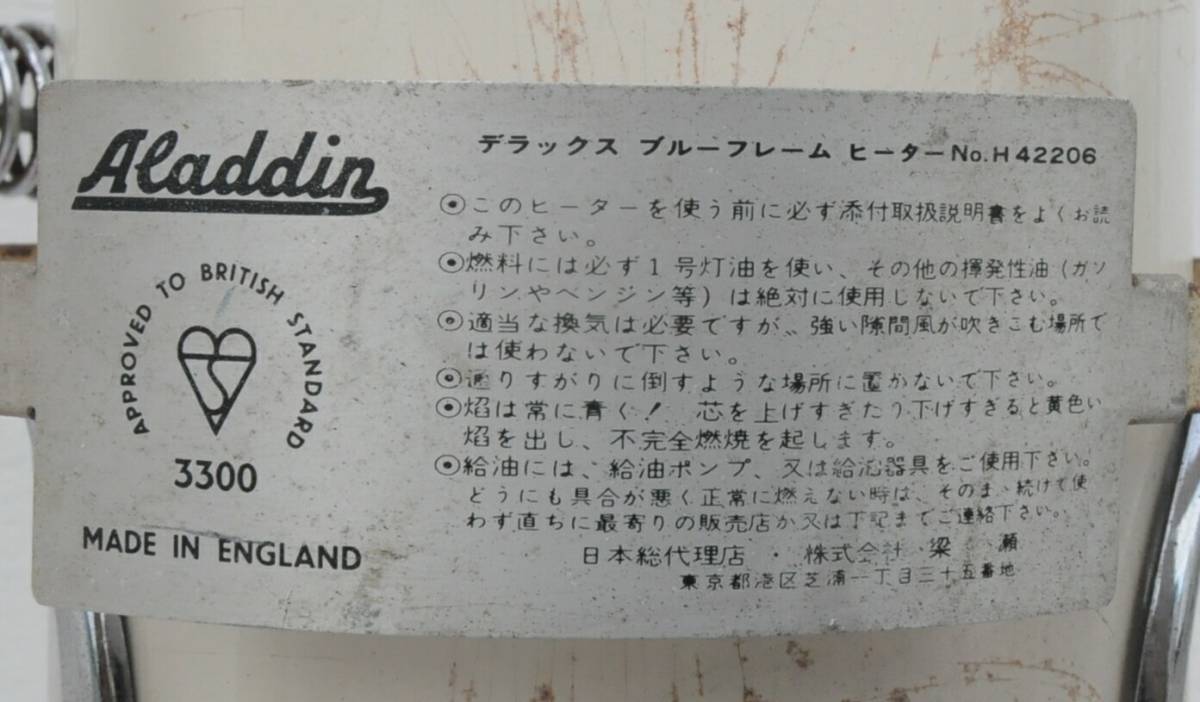 Aladdin
APPROVED TO BRITISH STANDARD
3300
MADE IN ENGLAND
デラックス ブルーフレーム ヒーター No.H42206
⦿このヒーターを使う前に必ず添付取扱説明書をよくお読
み下さい。
⦿燃料には必ず1号灯油を使い、その他の揮発性油(ガソ
リンやベンジン等)は絶対に使用しないで下さい。
⦿適当な換気は必要ですが、強い隙間風が吹きこむ場所で
は使わないで下さい。
⦿通りすがりに倒すような場所に置かないで下さい。
⦿焰は常に青く! 芯を上げすぎたり下げすぎると黄色い
焰を出し、不完全燃焼を起します。
⦿給油には、給油ポンプ、又は給油器具をご使用下さい。
どうにも具合が悪く正常に燃えない時は、そのまゝ続けて使
わず直ちに最寄りの販売店か又は下記までご連絡下さい。
日本総代理店・株式会社 梁 瀬
東京都港区芝浦一丁目三十五番地